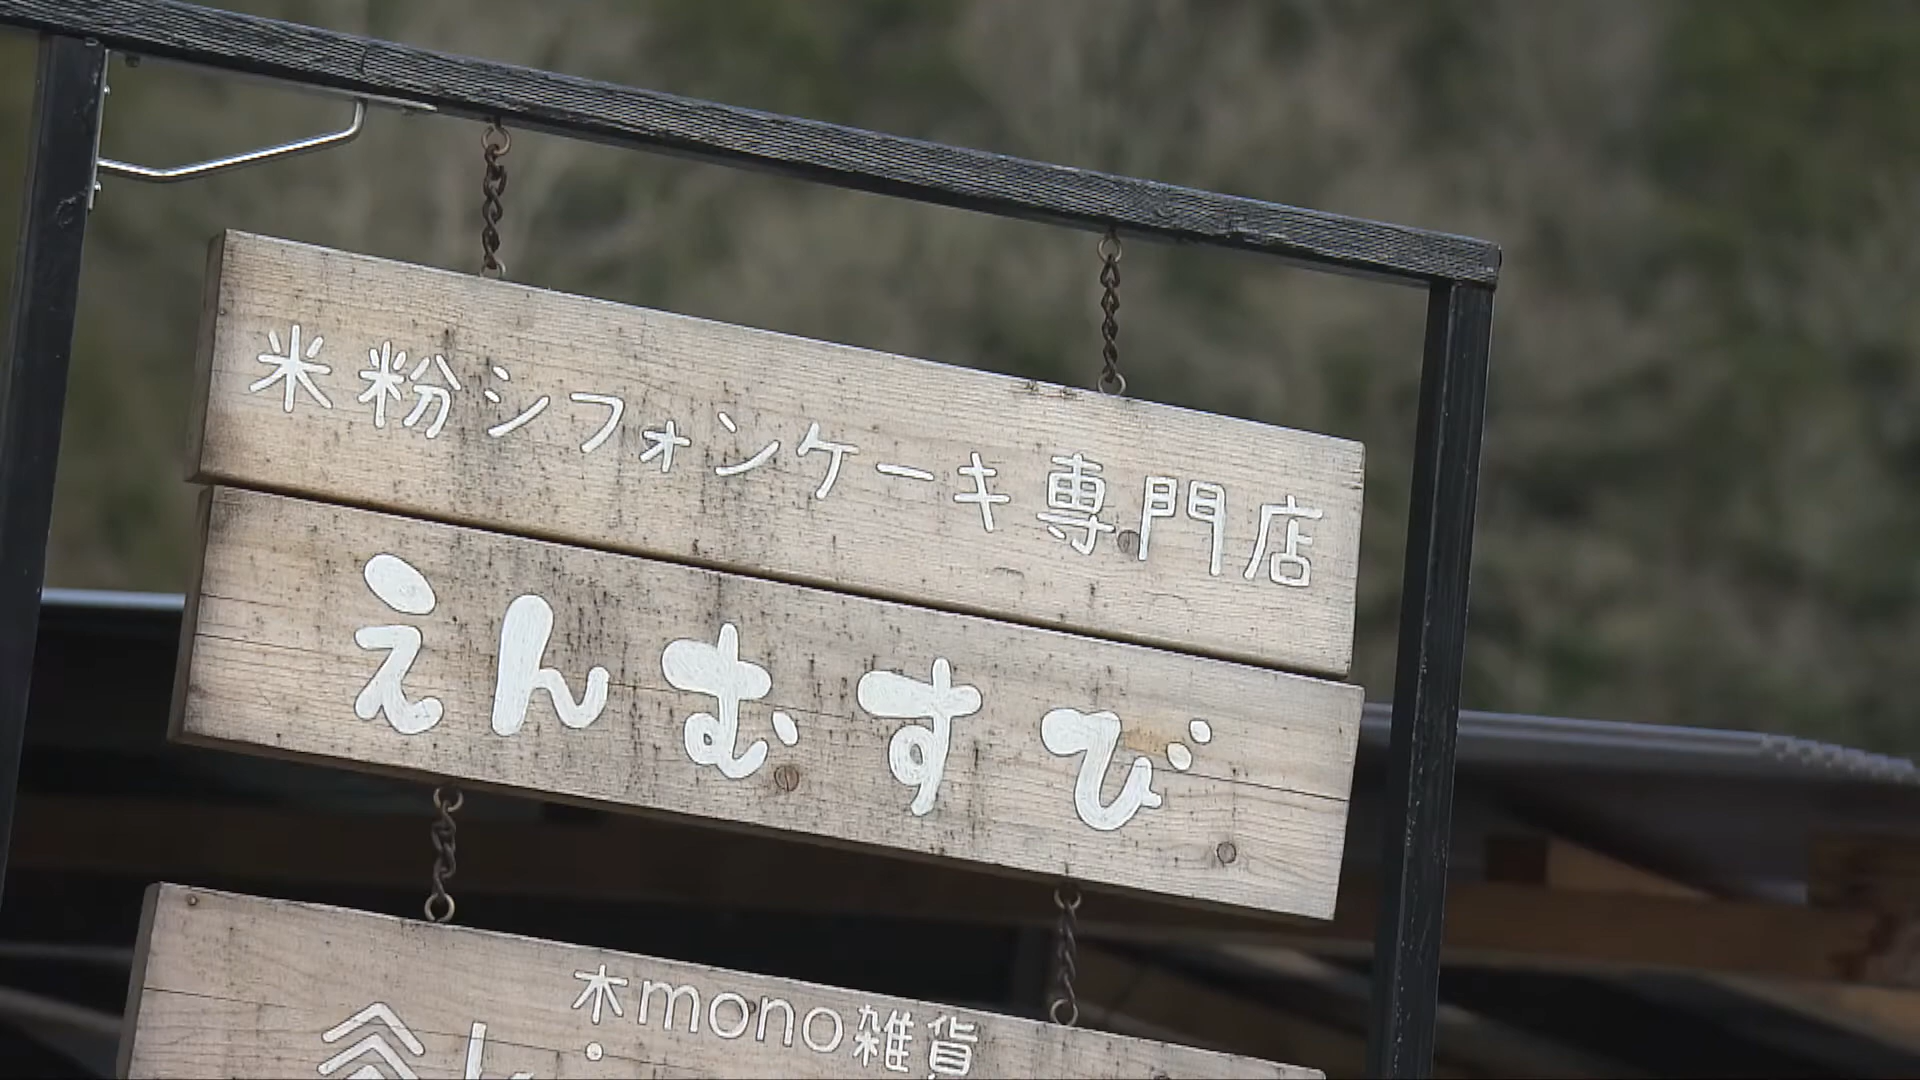 米粉シフォンケーキ専門店
えんむすび
木mono雑貨